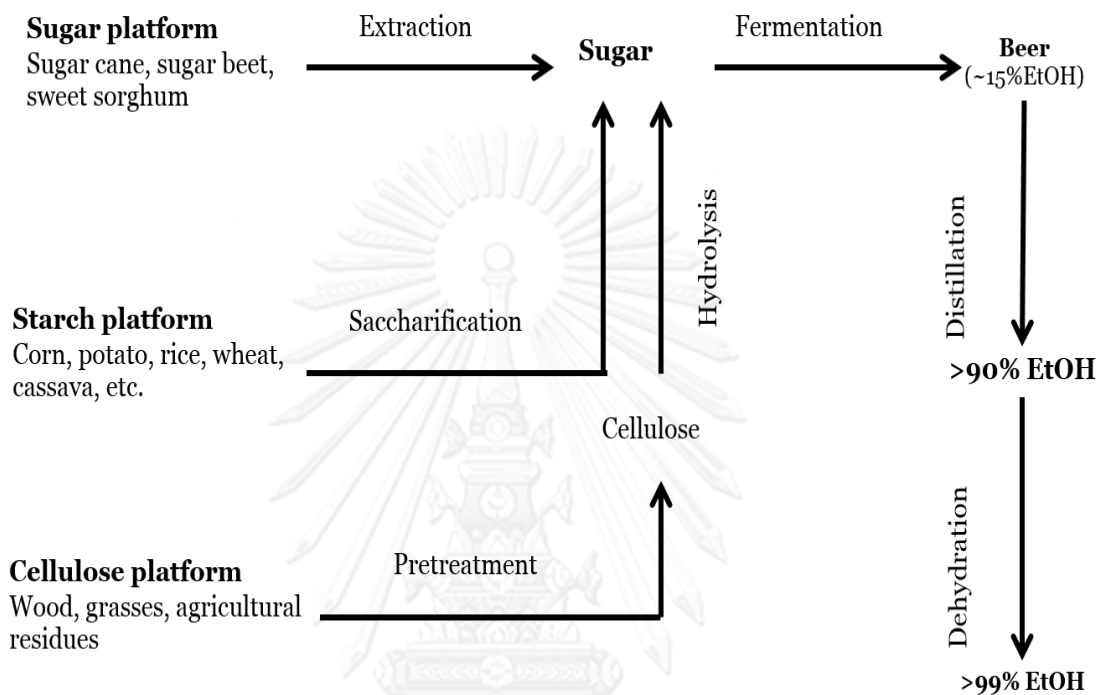 Sugar platform
Sugar cane, sugar beet,
sweet sorghum
Extraction
Sugar
Fermentation
Beer
(~15%EtOH)
Hydrolysis
Distillation
Starch platform
Corn, potato, rice, wheat,
cassava, etc.
Saccharification
>90% EtOH
Cellulose
Dehydration
Cellulose platform
Wood, grasses, agricultural
residues
Pretreatment
>99% EtOH